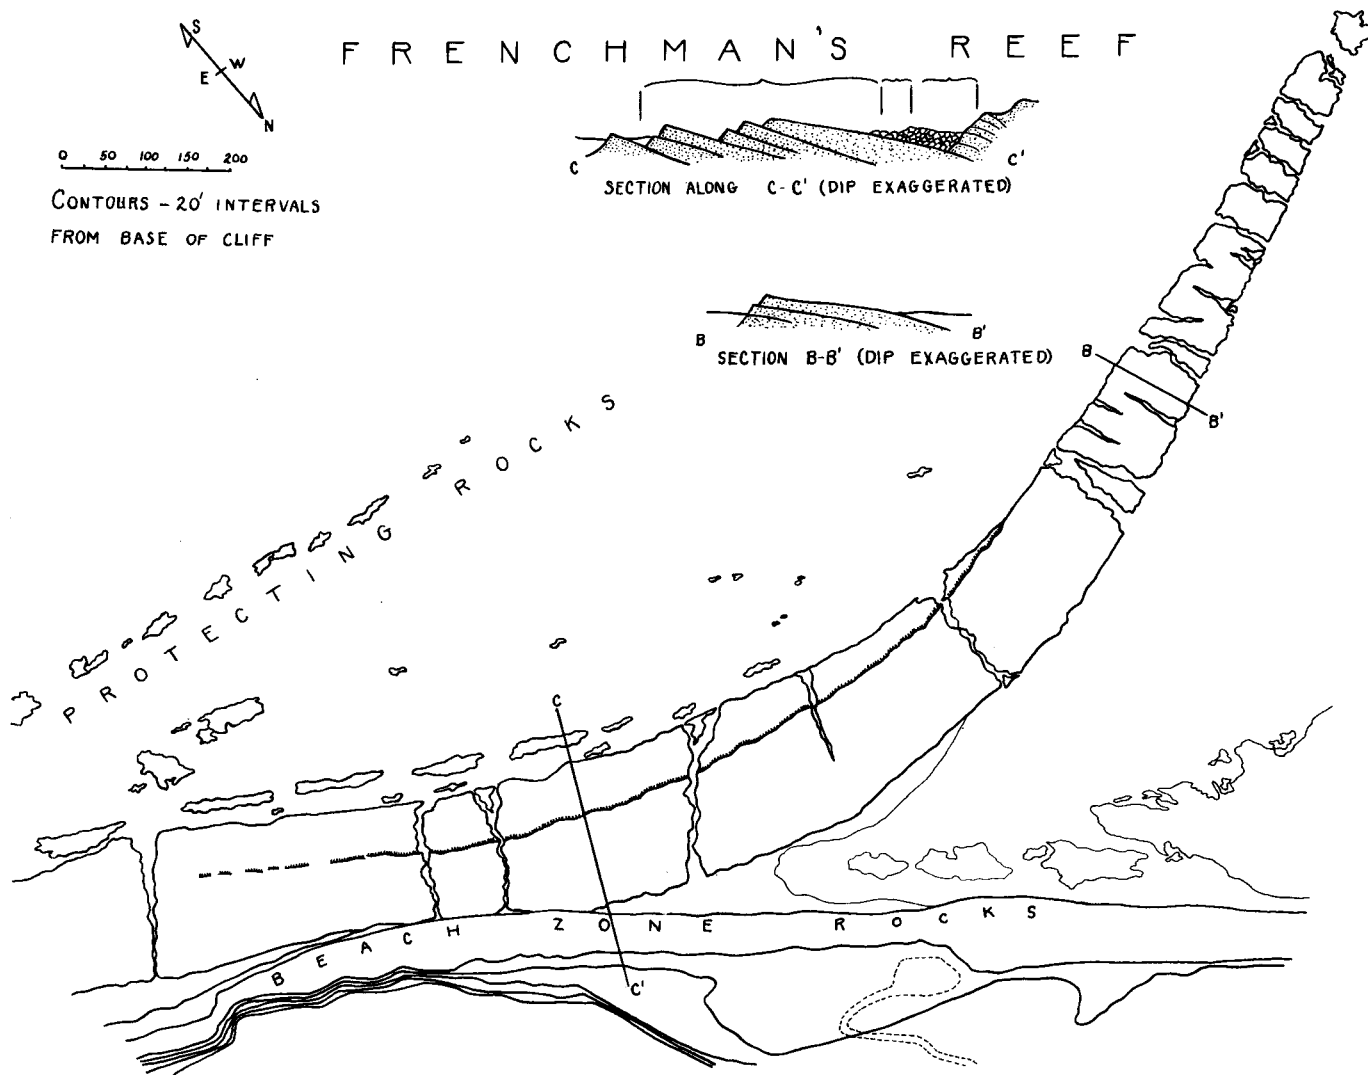 FRENCHMAN'S REEF
S
E W
N
0 50 100 150 200
CONTOURS - 20' INTERVALS
FROM BASE OF CLIFF
C C'
SECTION ALONG C-C' (DIP EXAGGERATED)
B B'
SECTION B-B' (DIP EXAGGERATED)
B
B'
PROTECTING ROCKS
C
BEACH ZONE ROCKS
C'